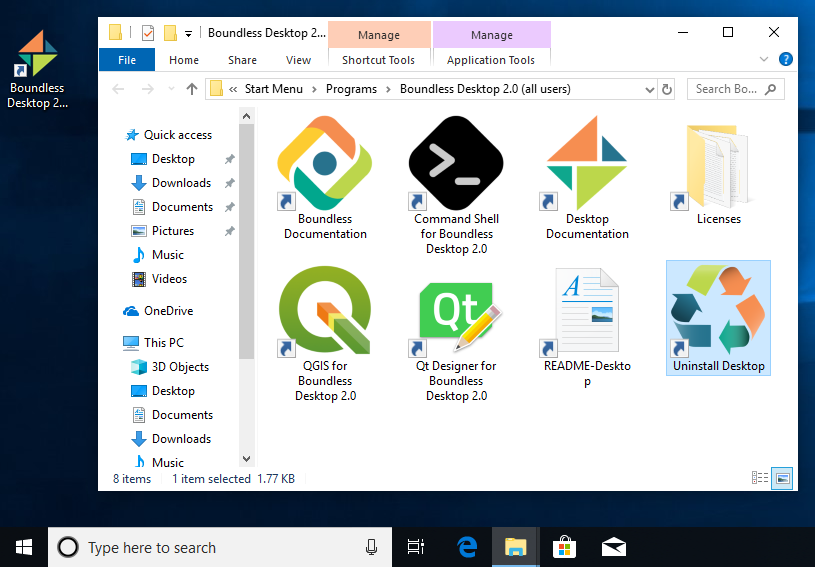 Boundless
Desktop 2...
Boundless Desktop 2...
Manage
Manage
File
Home
Share
View
Shortcut Tools
Application Tools
?
« Start Menu > Programs > Boundless Desktop 2.0 (all users)
Search Bo...
Quick access
Desktop
Downloads
Documents
Pictures
Music
Videos
OneDrive
This PC
3D Objects
Desktop
Documents
Downloads
Music
Boundless
Documentation
Command Shell
for Boundless
Desktop 2.0
Desktop
Documentation
Licenses
QGIS for
Boundless
Desktop 2.0
Qt
Qt Designer for
Boundless
Desktop 2.0
A
README-Deskto
p
Uninstall Desktop
8 items
1 item selected 1.77 KB
Type here to search